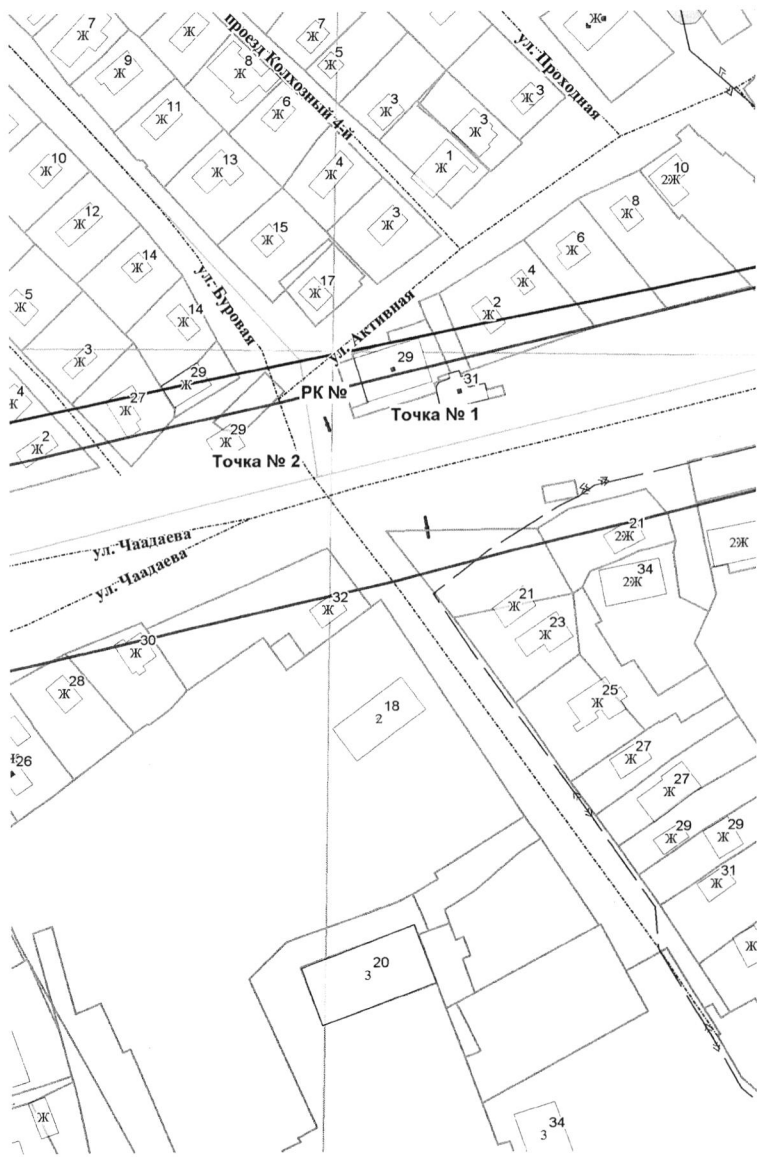 7
Ж
Ж
проезд Колхозный 4-й
7
Ж
ул. Проходная
Ж
9
Ж
8
Ж
5
Ж
11
Ж
6
Ж
3
Ж
3
Ж
3
Ж
1
Ж
10
Ж
13
Ж
4
Ж
10
2Ж
12
Ж
15
Ж
3
Ж
8
Ж
6
Ж
14
Ж
ул. Буровая
17
Ж
4
Ж
5
Ж
14
Ж
ул. Активная
2
Ж
3
Ж
29
Ж
29
31
4
Ж
27
Ж
РК №
Точка № 1
2
Ж
29
Ж
Точка № 2
ул. Чаадаева
ул. Чаадаева
21
2Ж
2Ж
34
2Ж
32
Ж
21
Ж
23
Ж
30
Ж
28
Ж
25
Ж
18
2
26
27
Ж
27
Ж
29
Ж
29
Ж
31
Ж
Ж
20
3
Ж
34
3